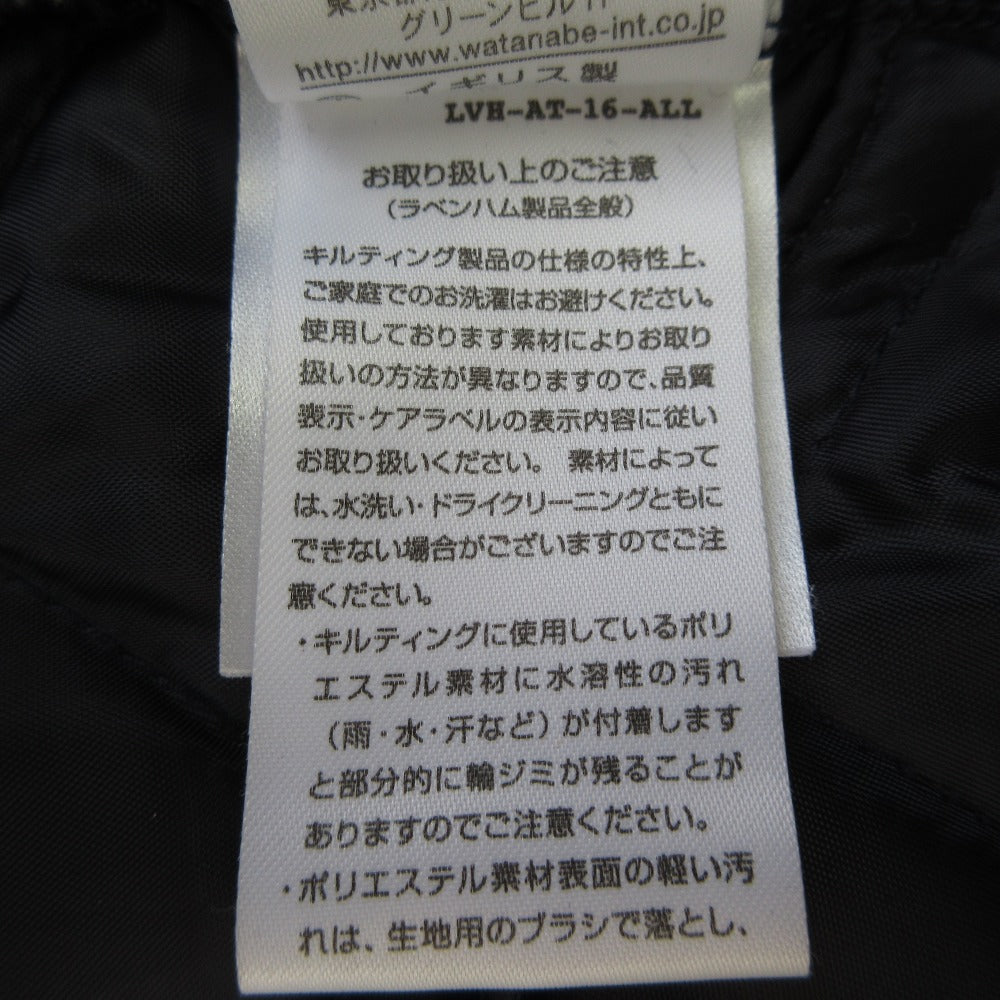 東京都
グリーンヒル
www.watanabe-int.co.jp
http://www.watanabe-int.co.jp
イギリス製
LVH-AT-16-ALL
お取り扱い上のご注意
(ラベンハム製品全般)
キルティング製品の仕様の特性上、
ご家庭でのお洗濯はお避けください。
使用しております素材によりお取り
扱いの方法が異なりますので、品質
表示・ケアラベルの表示内容に従い
お取り扱いください。 素材によって
は、水洗い・ドライクリーニングともに
できない場合がございますのでご注
意ください。
・キルティングに使用しているポリ
エステル素材に水溶性の汚れ
(雨・水・汗など)が付着します
と部分的に輪ジミが残ることが
ありますのでご注意ください。
・ポリエステル素材表面の軽い汚
れは、生地用のブラシで落とし、